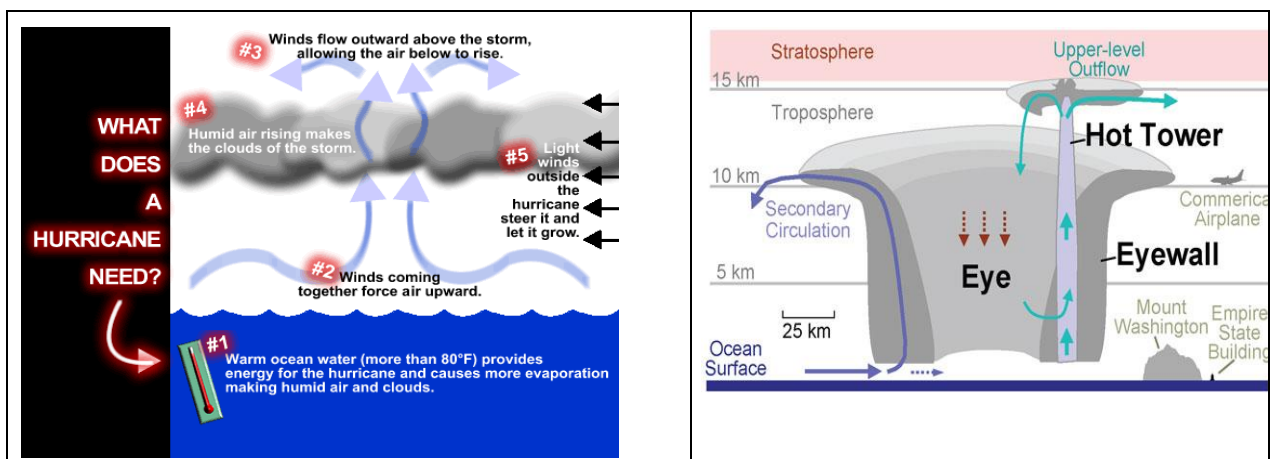 WHAT
DOES
A
HURRICANE
NEED?
#3
Winds flow outward above the storm,
allowing the air below to rise.
#4
Humid air rising makes
the clouds of the storm.
#5
Light
winds
outside
the
hurricane
steer it and
let it grow.
#2
Winds coming
together force air upward.
#1
Warm ocean water (more than 80°F) provides
energy for the hurricane and causes more evaporation
making humid air and clouds.
Stratosphere
Upper-level
Outflow
15 km
Troposphere
Hot Tower
10 km
Secondary
Circulation
Commerica
Airplane
Eye
Eyewall
5 km
25 km
Mount
Washington
Empire
State
Building
Ocean
Surface